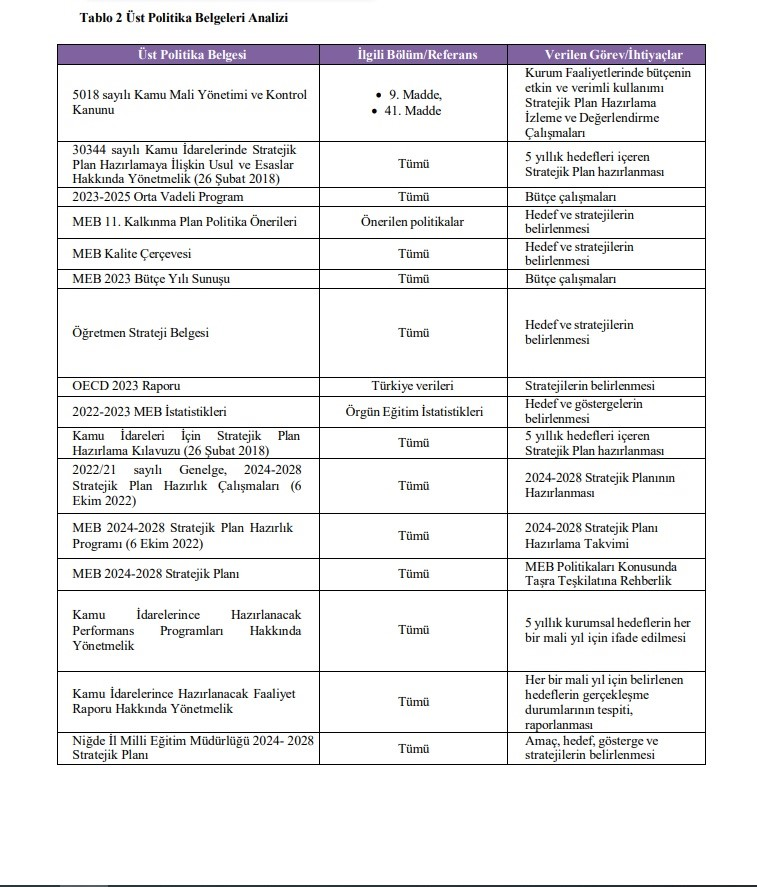 Tablo 2 Üst Politika Belgeleri Analizi
Üst Politika Belgesi
İlgili Bölüm/Referans
Verilen Görev/İhtiyaçlar
5018 sayılı Kamu Mali Yönetimi ve Kontrol
Kanunu
• 9. Madde,
• 41. Madde
Kurum Faaliyetlerinde bütçenin
etkin ve verimli kullanımı
Stratejik Plan Hazırlama
İzleme ve Değerlendirme
Çalışmaları
30344 sayılı Kamu İdarelerinde Stratejik
Plan Hazırlamaya İlişkin Usul ve Esaslar
Hakkında Yönetmelik (26 Şubat 2018)
Tümü
5 yıllık hedefleri içeren
Stratejik Plan hazırlanması
2023-2025 Orta Vadeli Program
Tümü
Bütçe çalışmaları
MEB 11. Kalkınma Plan Politika Önerileri
Önerilen politikalar
Hedef ve stratejilerin
belirlenmesi
MEB Kalite Çerçevesi
Tümü
Hedef ve stratejilerin
belirlenmesi
MEB 2023 Bütçe Yılı Sunuşu
Tümü
Bütçe çalışmaları
Öğretmen Strateji Belgesi
Tümü
Hedef ve stratejilerin
belirlenmesi
OECD 2023 Raporu
Türkiye verileri
Stratejilerin belirlenmesi
2022-2023 MEB İstatistikleri
Örgün Eğitim İstatistikleri
Hedef ve göstergelerin
belirlenmesi
Kamu İdareleri İçin Stratejik Plan
Hazırlama Kılavuzu (26 Şubat 2018)
Tümü
5 yıllık hedefleri içeren
Stratejik Plan hazırlanması
2022/21 sayılı Genelge, 2024-2028
Stratejik Plan Hazırlık Çalışmaları (6
Ekim 2022)
Tümü
2024-2028 Stratejik Planının
Hazırlanması
MEB 2024-2028 Stratejik Plan Hazırlık
Programı (6 Ekim 2022)
Tümü
2024-2028 Stratejik Planı
Hazırlama Takvimi
MEB 2024-2028 Stratejik Planı
Tümü
MEB Politikaları Konusunda
Taşra Teşkilatına Rehberlik
Kamu İdarelerince Hazırlanacak
Performans Programları Hakkında
Yönetmelik
Tümü
5 yıllık kurumsal hedeflerin her
bir mali yıl için ifade edilmesi
Kamu İdarelerince Hazırlanacak Faaliyet
Raporu Hakkında Yönetmelik
Tümü
Her bir mali yıl için belirlenen
hedeflerin gerçekleşme
durumlarının tespiti,
raporlanması
Niğde İl Milli Eğitim Müdürlüğü 2024- 2028
Stratejik Planı
Tümü
Amaç, hedef, gösterge ve
stratejilerin belirlenmesi